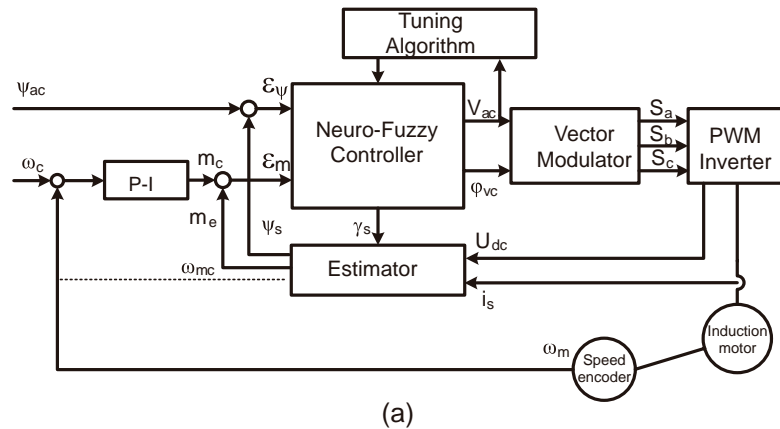 Tuning
Algorithm
ψac
εψ
Neuro-Fuzzy
Controller
Vac
φvc
Vector
Modulator
Sa
Sb
Sc
PWM
Inverter
ωc
P-I
mc
εm
me
ψs
γs
Estimator
Udc
is
ωmc
ωm
Speed
encoder
Induction
motor
(a)